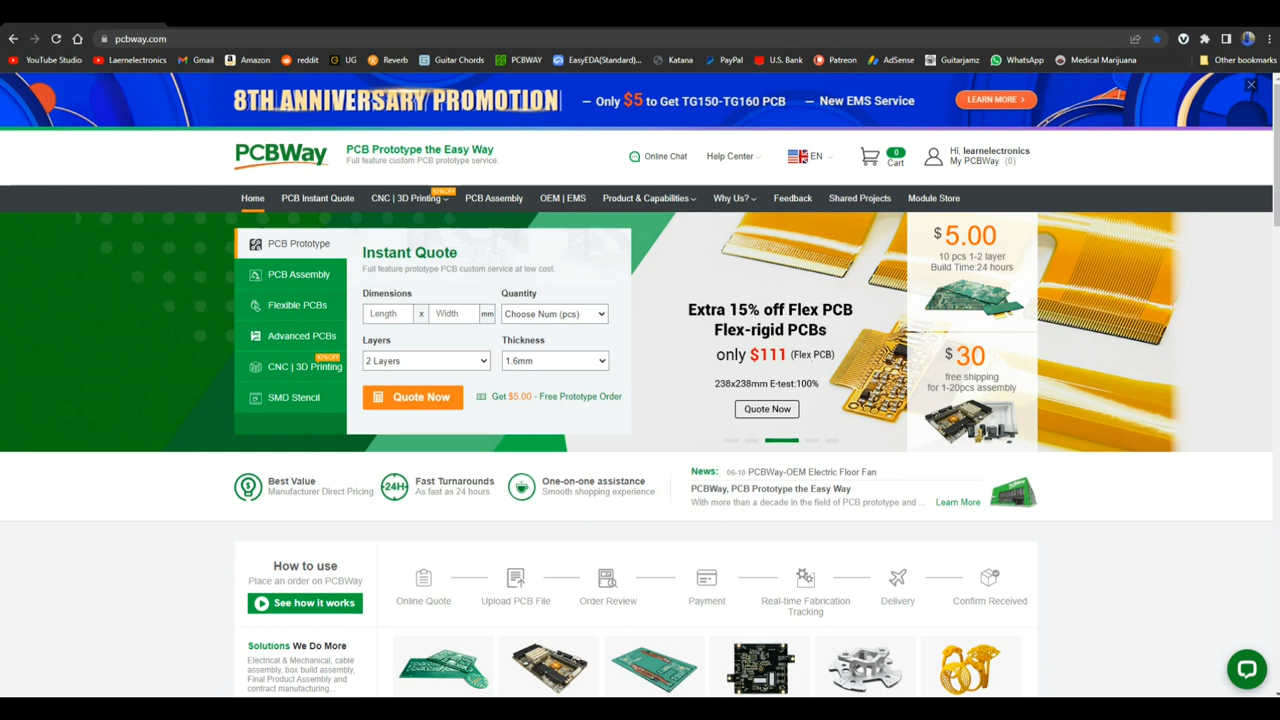 pcbway.com
YouTube Studio
Laernelectronics
Gmail
Amazon
reddit
UG
Reverb
Guitar Chords
PCBWAY
EasyEDA(Standard)...
Katana
PayPal
U.S. Bank
Patreon
AdSense
Guitarjamz
WhatsApp
Medical Marijuana
Other bookmarks
8TH ANNIVERSARY PROMOTION
– Only $5 to Get TG150-TG160 PCB
– New EMS Service
LEARN MORE >
PCBWay
PCB Prototype the Easy Way
Full feature custom PCB prototype service.
Online Chat
Help Center
EN
0
Cart
Hi, learnelectronics
My PCBWay (0)
Home
PCB Instant Quote
CNC | 3D Printing
10%OFF
PCB Assembly
OEM | EMS
Product & Capabilities
Why Us?
Feedback
Shared Projects
Module Store
PCB Prototype
PCB Assembly
Flexible PCBs
Advanced PCBs
CNC | 3D Printing
10%OFF
SMD Stencil
Instant Quote
Full feature prototype PCB custom service at low cost.
Dimensions
Quantity
Length x Width mm
Choose Num (pcs)
Layers
Thickness
2 Layers
1.6mm
Quote Now
Get $5.00 - Free Prototype Order
Extra 15% off Flex PCB
Flex-rigid PCBs
only $111 (Flex PCB)
238x238mm E-test:100%
Quote Now
$5.00
10 pcs 1-2 layer
Build Time:24 hours
$30
free shipping
for 1-20pcs assembly
Best Value
Manufacturer Direct Pricing
24H
Fast Turnarounds
As fast as 24 hours
One-on-one assistance
Smooth shopping experience
News: 06-10 PCBWay-OEM Electric Floor Fan
PCBWay, PCB Prototype the Easy Way
With more than a decade in the field of PCB prototype and ...
Learn More
How to use
Place an order on PCBWay
See how it works
Online Quote
Upload PCB File
Order Review
Payment
Real-time Fabrication
Tracking
Delivery
Confirm Received
Solutions We Do More
Electrical & Mechanical, cable
assembly, box build assembly,
Final Product Assembly and
contract manufacturing...